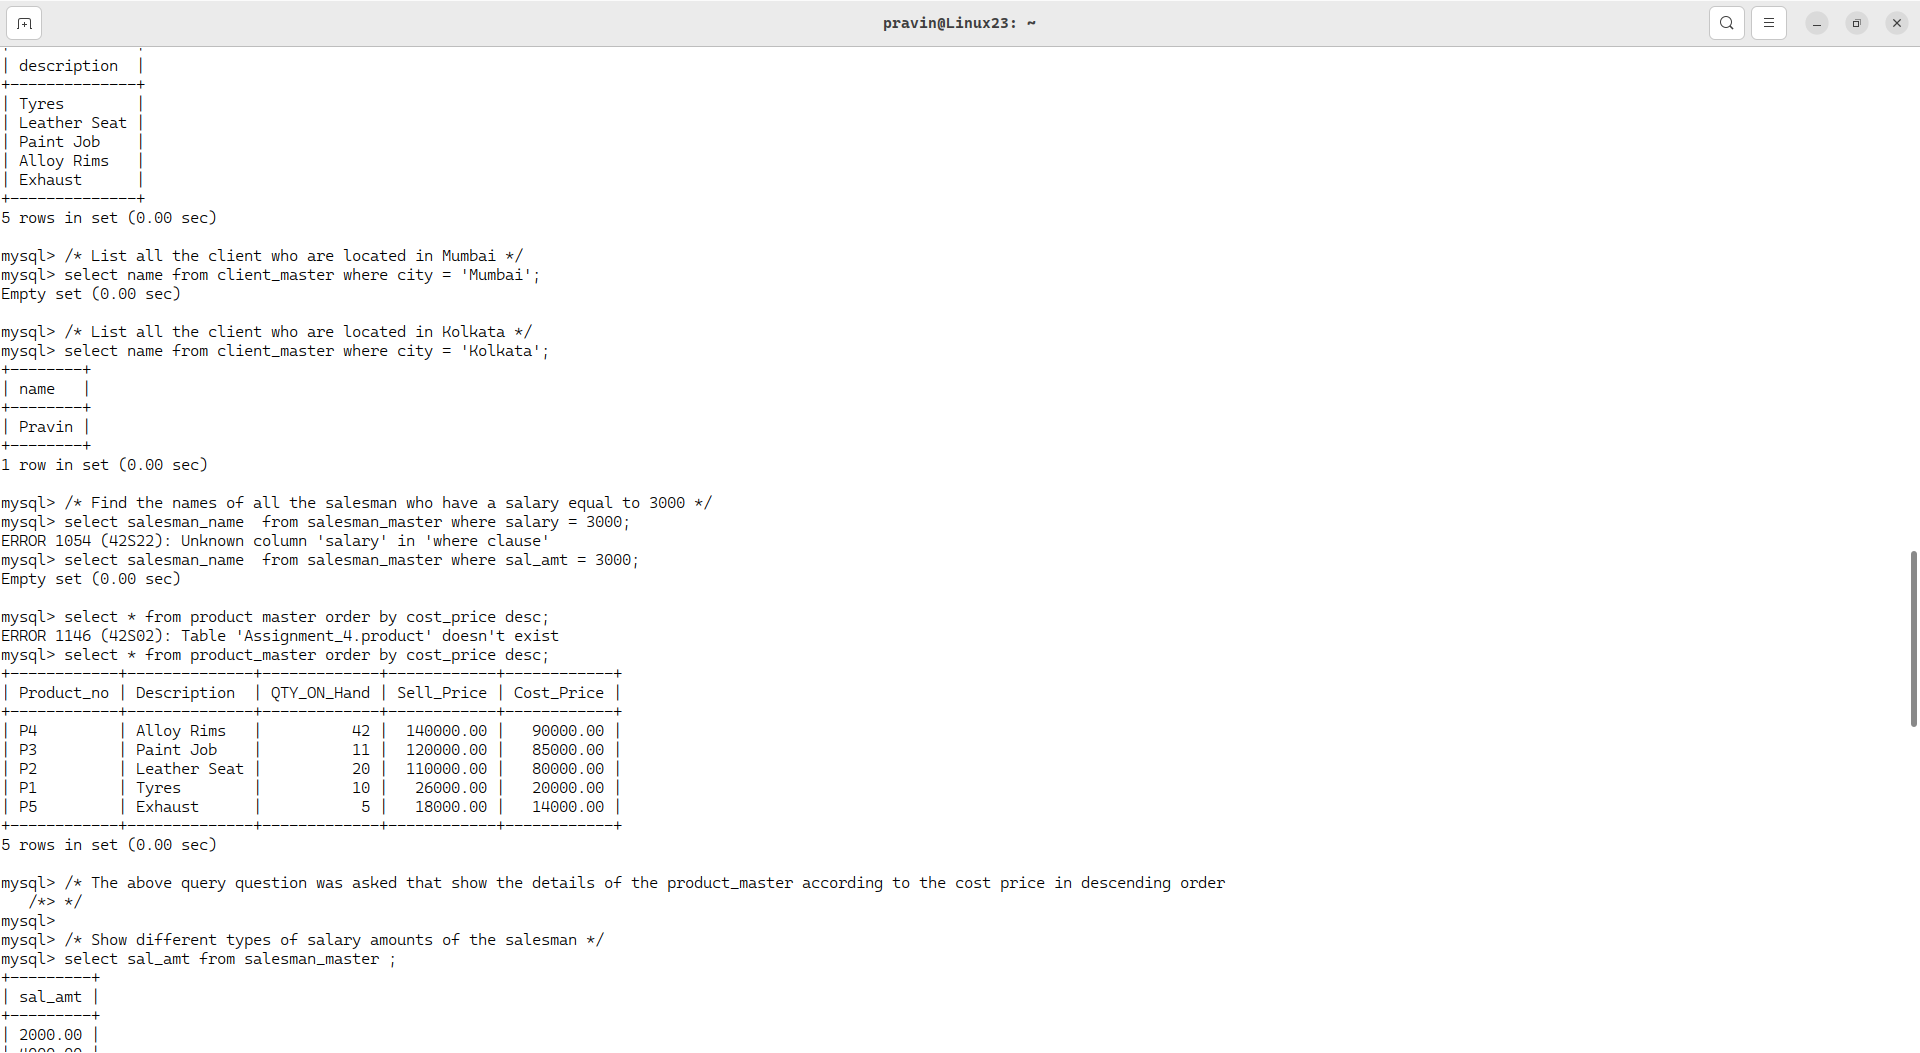 pravin@Linux23: ~
| description  |
+--------------+
| Tyres        |
| Leather Seat |
| Paint Job    |
| Alloy Rims   |
| Exhaust      |
+--------------+
5 rows in set (0.00 sec)
mysql> /* List all the client who are located in Mumbai */
mysql> select name from client_master where city = 'Mumbai';
Empty set (0.00 sec)
mysql> /* List all the client who are located in Kolkata */
mysql> select name from client_master where city = 'Kolkata';
+--------+
| name   |
+--------+
| Pravin |
+--------+
1 row in set (0.00 sec)
mysql> /* Find the names of all the salesman who have a salary equal to 3000 */
mysql> select salesman_name  from salesman_master where salary = 3000;
ERROR 1054 (42S22): Unknown column 'salary' in 'where clause'
mysql> select salesman_name  from salesman_master where sal_amt = 3000;
Empty set (0.00 sec)
mysql> select * from product master order by cost_price desc;
ERROR 1146 (42S02): Table 'Assignment_4.product' doesn't exist
mysql> select * from product_master order by cost_price desc;
+------------+--------------+-------------+------------+------------+
| Product_no | Description  | QTY_ON_Hand | Sell_Price | Cost_Price |
+------------+--------------+-------------+------------+------------+
| P4         | Alloy Rims   |          42 |  140000.00 |   90000.00 |
| P3         | Paint Job    |          11 |  120000.00 |   85000.00 |
| P2         | Leather Seat |          20 |  110000.00 |   80000.00 |
| P1         | Tyres        |          10 |   26000.00 |   20000.00 |
| P5         | Exhaust      |           5 |   18000.00 |   14000.00 |
+------------+--------------+-------------+------------+------------+
5 rows in set (0.00 sec)
mysql> /* The above query question was asked that show the details of the product_master according to the cost price in descending order
   /*> */
mysql>
mysql> /* Show different types of salary amounts of the salesman */
mysql> select sal_amt from salesman_master ;
+---------+
| sal_amt |
+---------+
| 2000.00 |